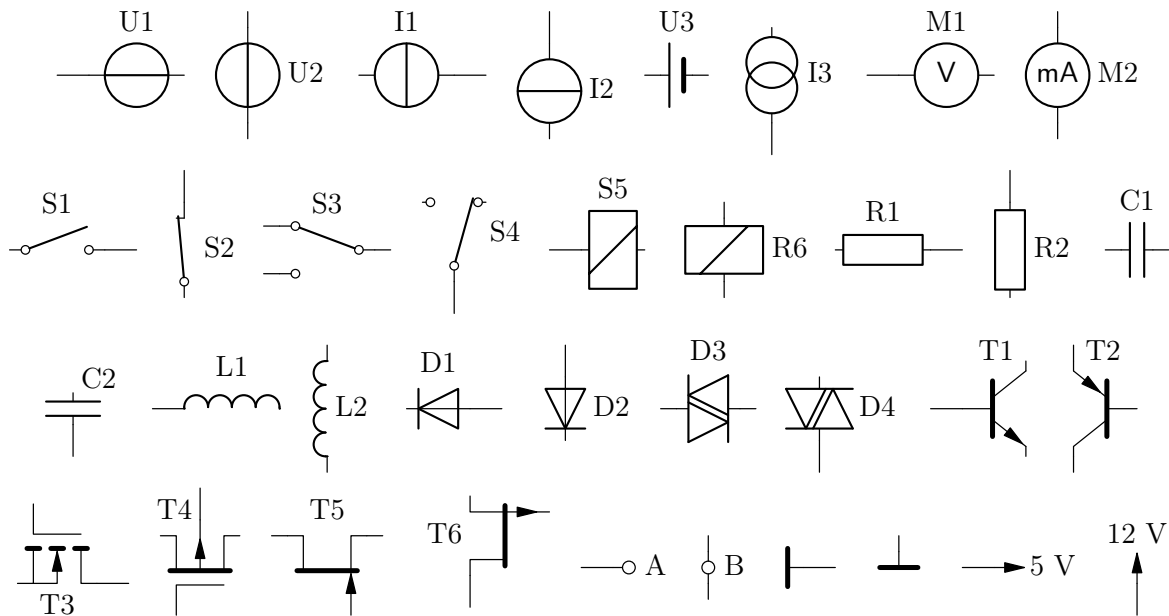 U1
U2
I1
I2
U3
I3
M1
V
mA
M2
S1
S2
S3
S4
S5
R6
R1
R2
C1
C2
L1
L2
D1
D2
D3
D4
T1
T2
T3
T4
T5
T6
A
B
5 V
12 V